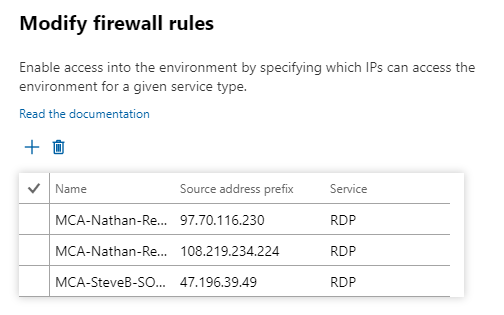 Modify firewall rules
Enable access into the environment by specifying which IPs can access the
environment for a given service type.
Read the documentation
Name Source address prefix Service
MCA-Nathan-Re... 97.70.116.230 RDP
MCA-Nathan-Re... 108.219.234.224 RDP
MCA-SteveB-SO... 47.196.39.49 RDP